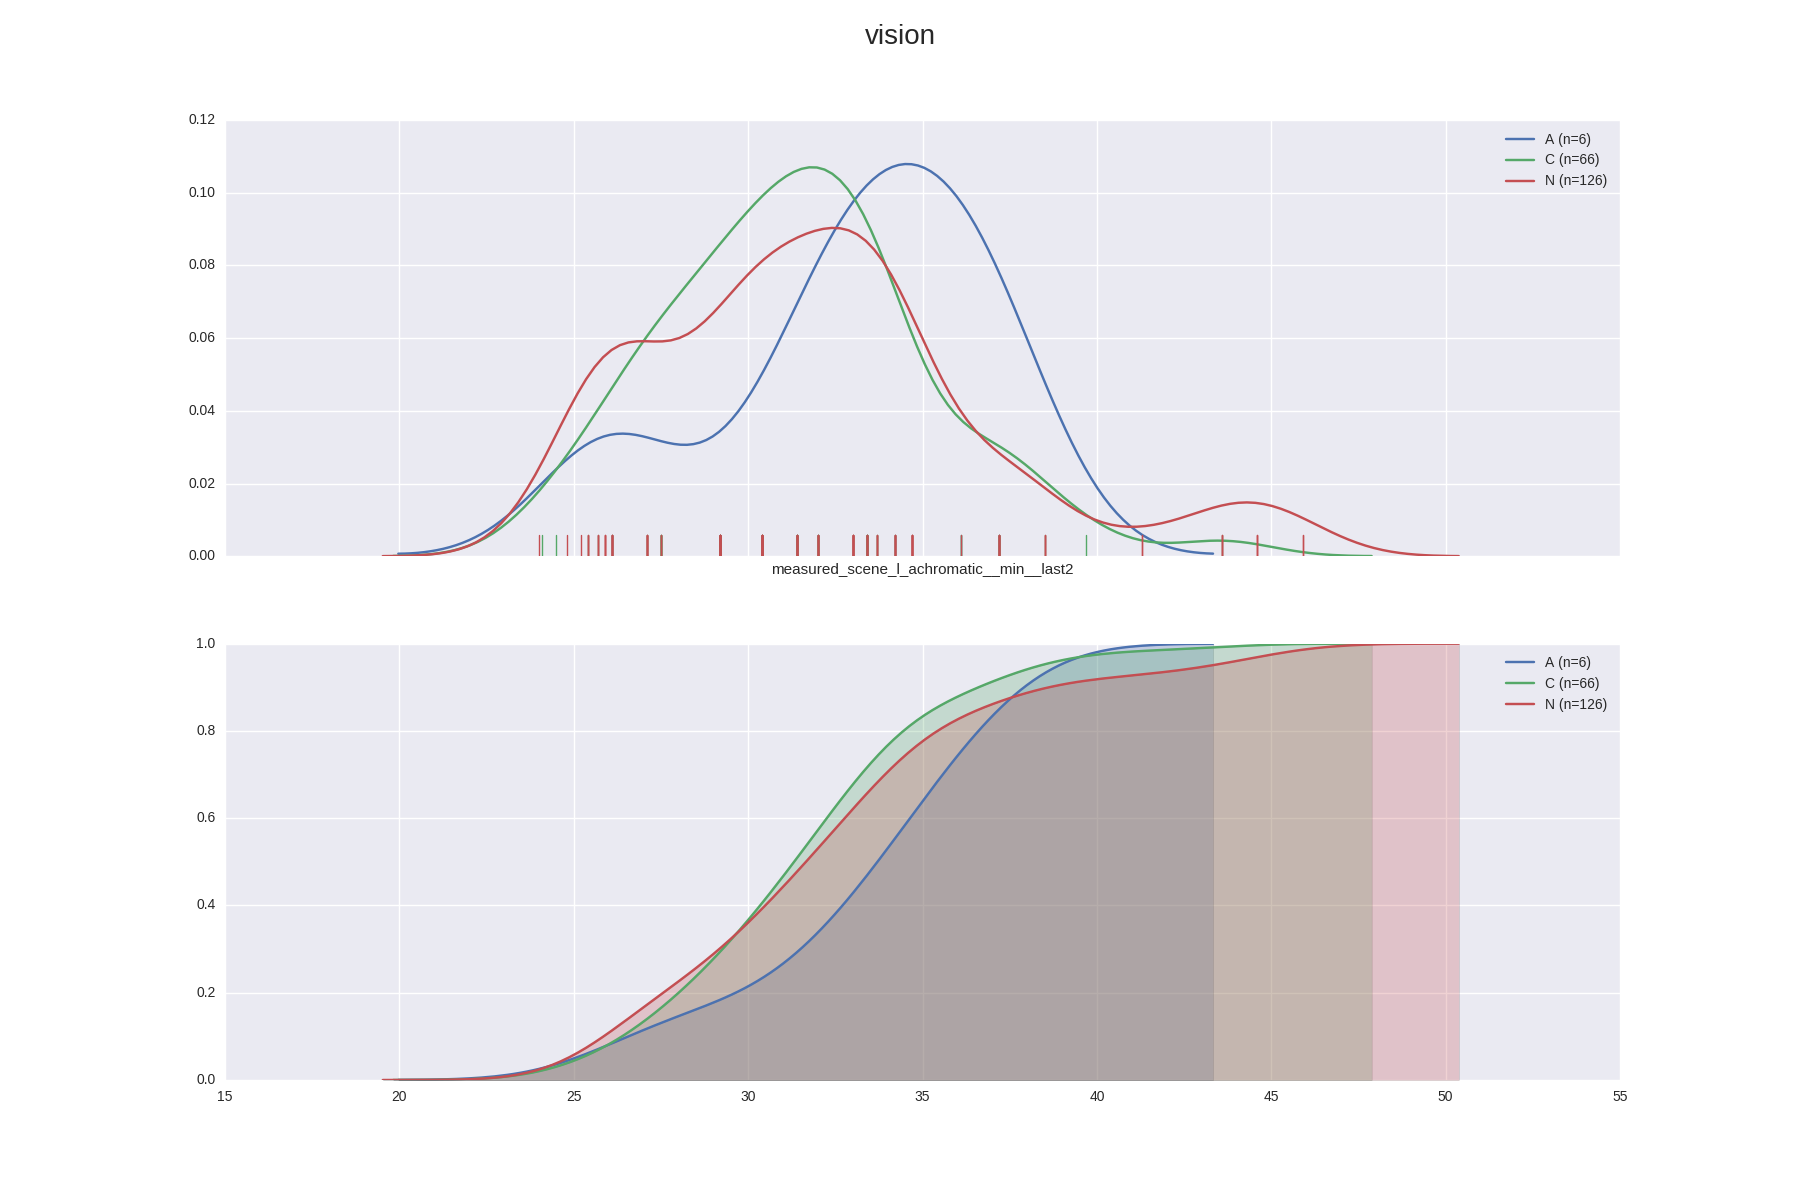 vision
0.12
0.10
0.08
0.06
0.04
0.02
0.00
A (n=6)
C (n=66)
N (n=126)
measured_scene_l_achromatic__min__last2
1.0
0.8
0.6
0.4
0.2
0.0
A (n=6)
C (n=66)
N (n=126)
15 20 25 30 35 40 45 50 55